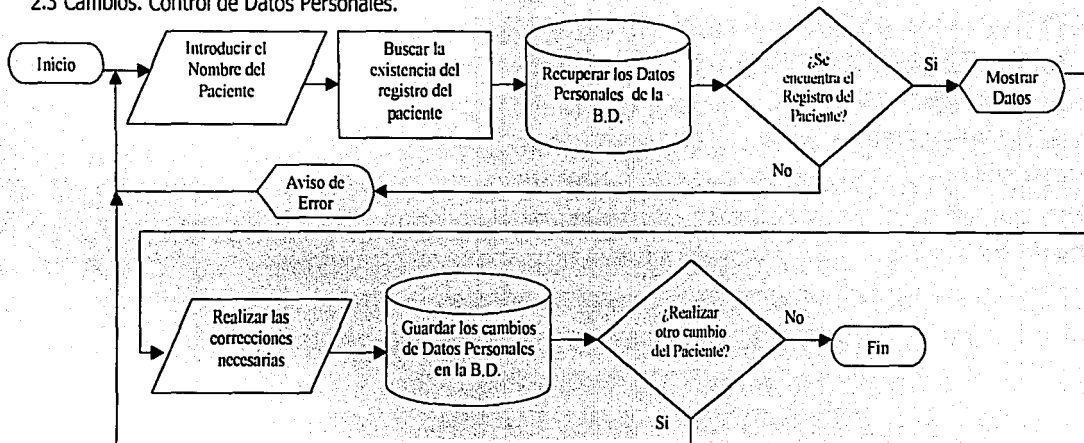 2.3 Cambios. Control de Datos Personales.
Inicio
Introducir el
Nombre del
Paciente
Buscar la
existencia del
registro del
paciente
Recuperar los Datos
Personales de la
B.D.
¿Se
encuentra el
Registro del
Paciente?
Si
Mostrar
Datos
No
Aviso de
Error
Realizar las
correcciones
necesarias
Guardar los cambios
de Datos Personales
en la B.D.
¿Realizar
otro cambio
del Paciente?
No
Fin
Si